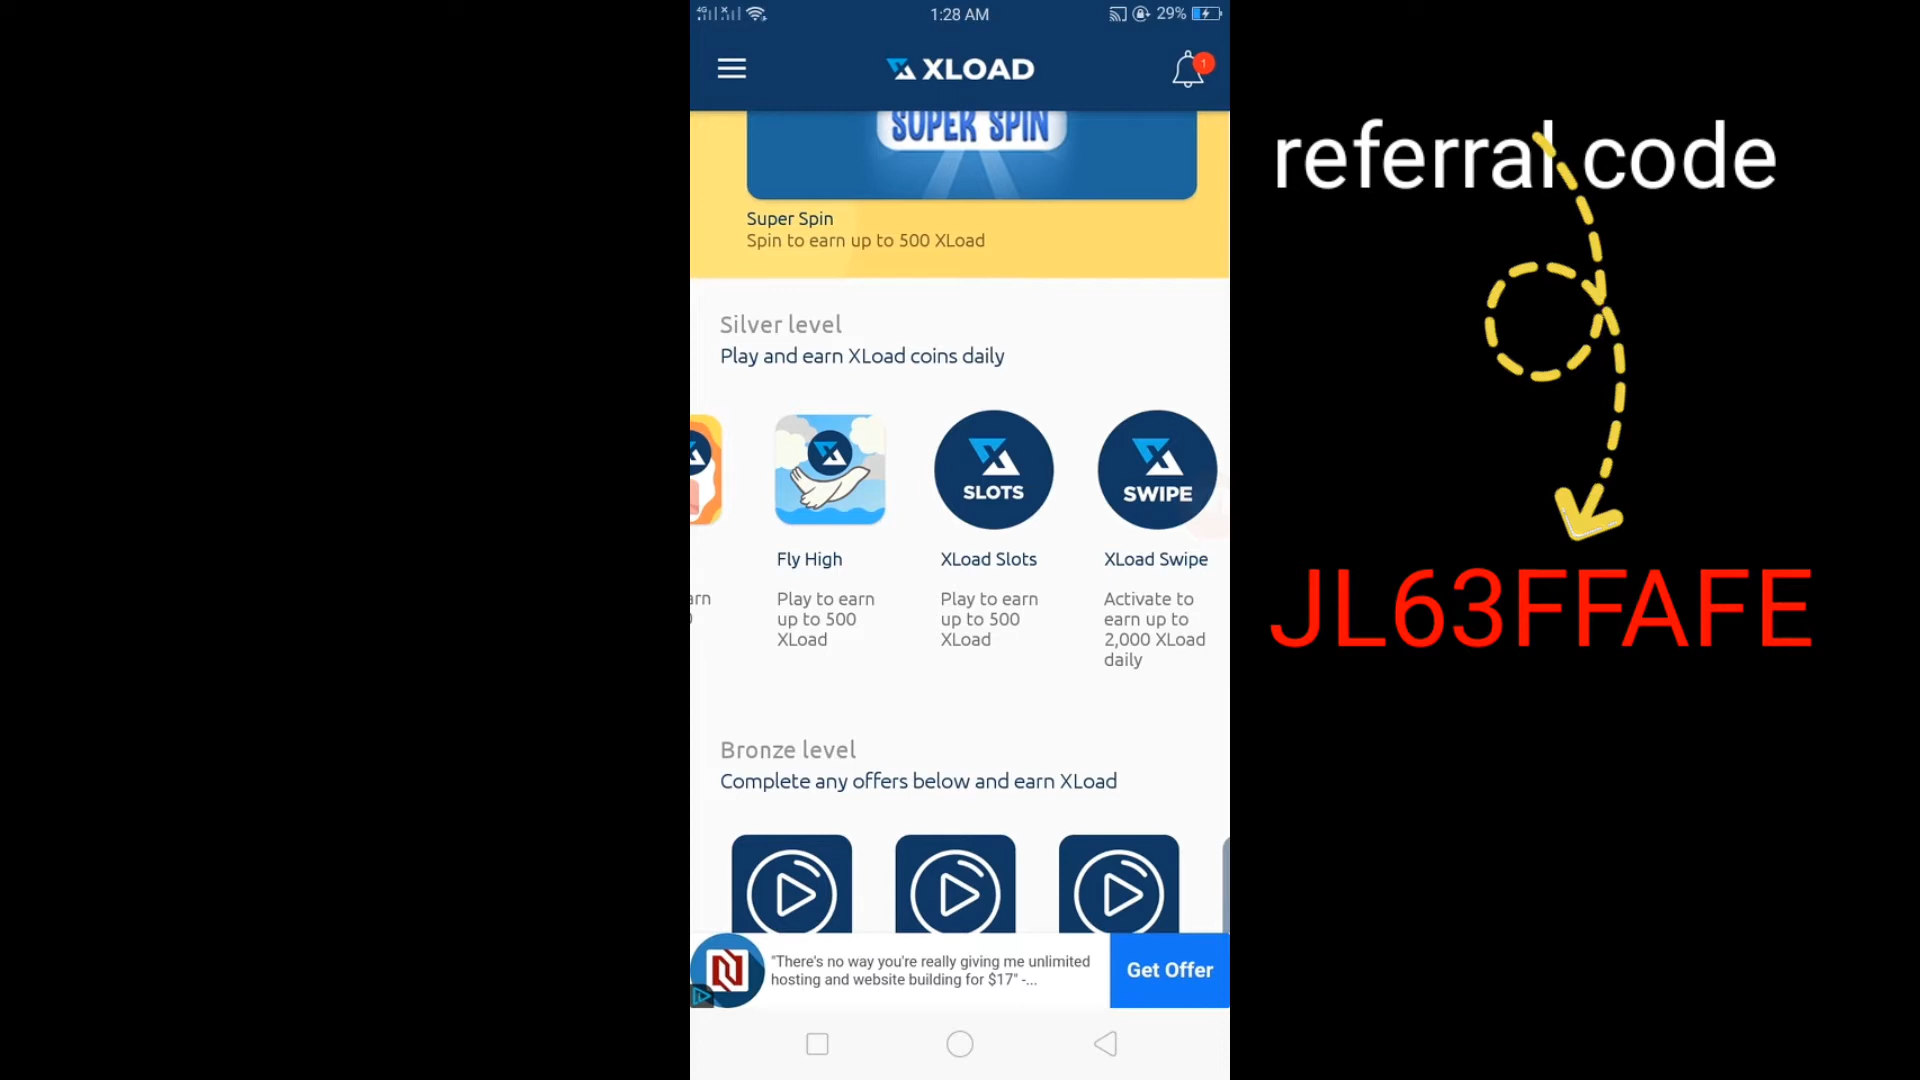 4G
1:28 AM
29%
XLOAD
1
SUPER SPIN
Super Spin
Spin to earn up to 500 XLoad
Silver level
Play and earn XLoad coins daily
SLOTS
SWIPE
Fly High
XLoad Slots
XLoad Swipe
Play to earn
up to 500
XLoad
Play to earn
up to 500
XLoad
Activate to
earn up to
2,000 XLoad
daily
Bronze level
Complete any offers below and earn XLoad
"There's no way you're really giving me unlimited
hosting and website building for $17" -...
Get Offer
referral code
JL63FFAFE